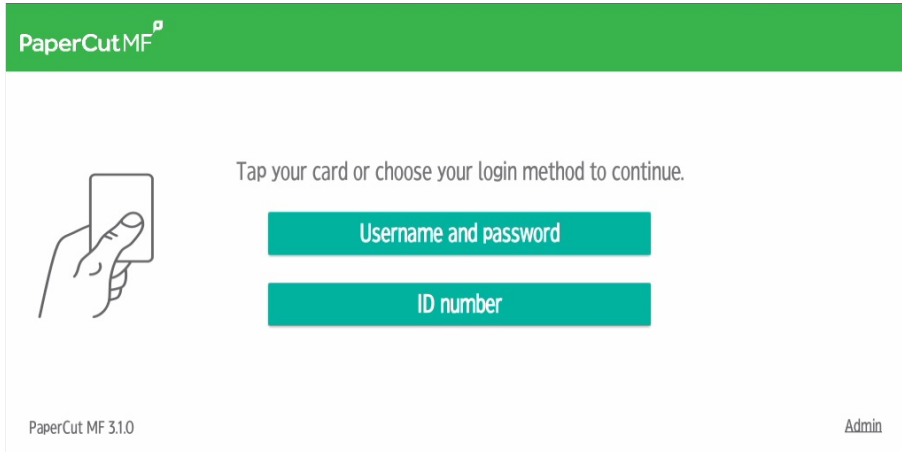 PaperCut MF
Tap your card or choose your login method to continue.
Username and password
ID number
PaperCut MF 3.1.0
Admin